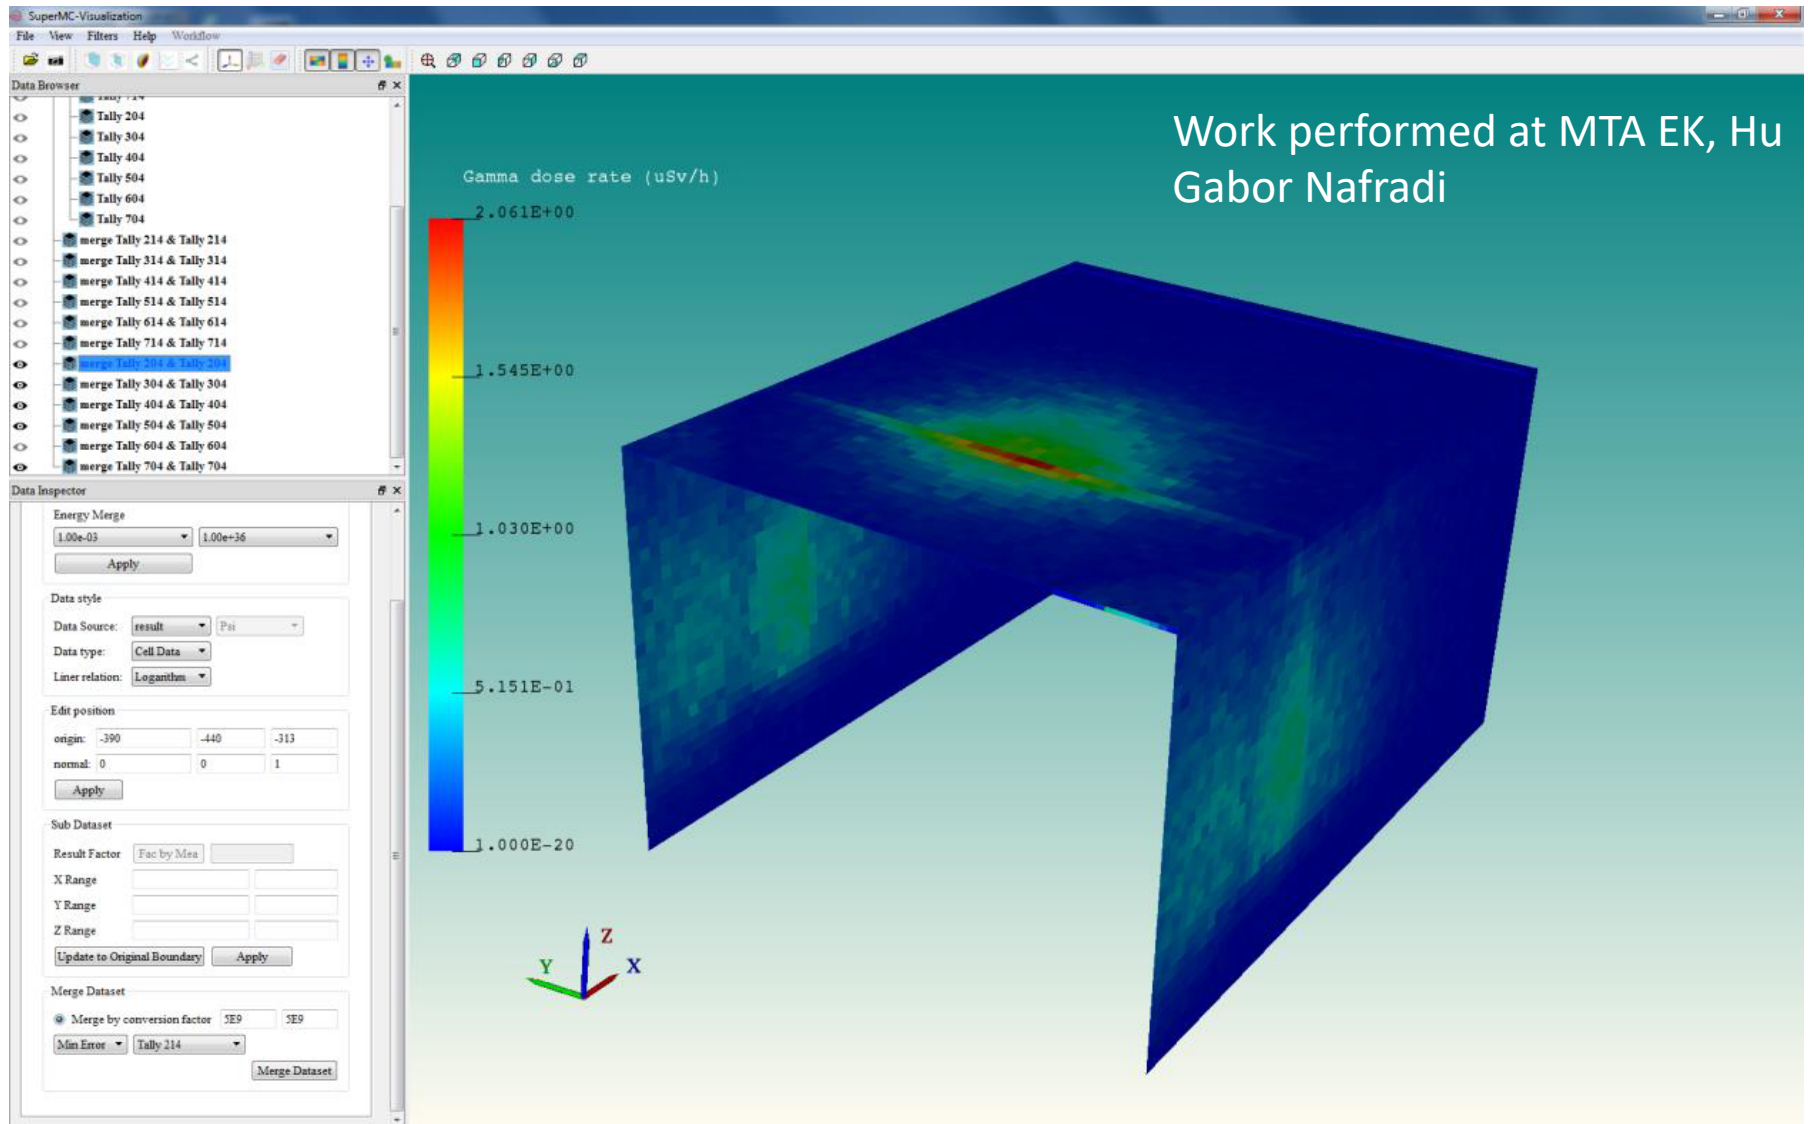 SuperMC-Visualization
File View Filters Help Workflow
Data Browser
Tally 714
Tally 204
Tally 304
Tally 404
Tally 504
Tally 604
Tally 704
merge Tally 214 & Tally 214
merge Tally 314 & Tally 314
merge Tally 414 & Tally 414
merge Tally 514 & Tally 514
merge Tally 614 & Tally 614
merge Tally 714 & Tally 714
merge Tally 204 & Tally 204
merge Tally 304 & Tally 304
merge Tally 404 & Tally 404
merge Tally 504 & Tally 504
merge Tally 604 & Tally 604
merge Tally 704 & Tally 704
Data Inspector
Energy Merge
1.00e-03 1.00e+36
Apply
Data style
Data Source: result Psi
Data type: Cell Data
Liner relation: Logarithm
Edit position
origin: -390 -440 -313
normal: 0 0 1
Apply
Sub Dataset
Result Factor Fac by Mea
X Range
Y Range
Z Range
Update to Original Boundary Apply
Merge Dataset
Merge by conversion factor 5E9 5E9
Min Error Tally 214
Merge Dataset
Work performed at MTA EK, Hu
Gabor Nafradi
Gamma dose rate (uSv/h)
2.061E+00
1.545E+00
1.030E+00
5.151E-01
1.000E-20
Z
Y X